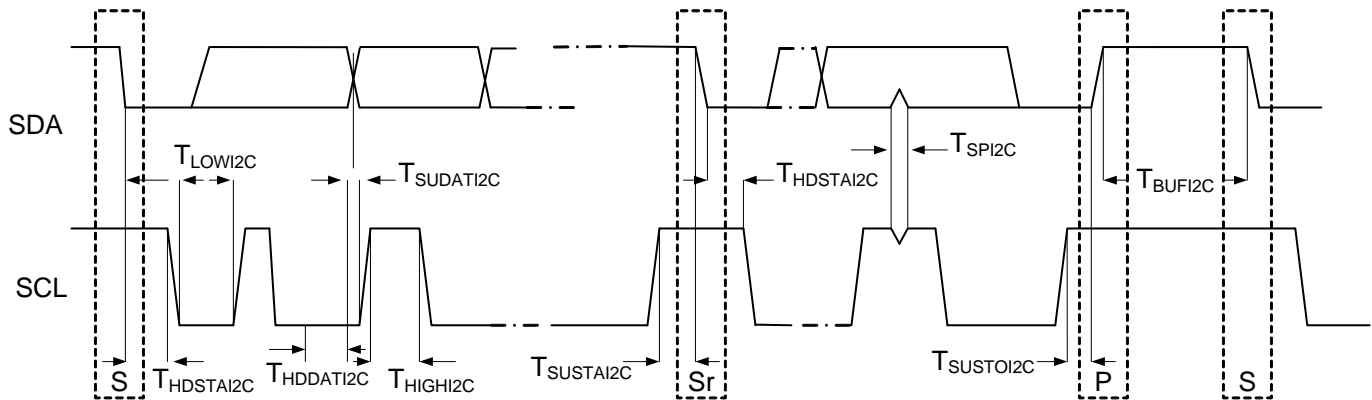 SDA
T_LOWI2C
T_SUDATI2C
T_SPI2C
T_HDSTAI2C
T_BUFI2C
SCL
S
T_HDSTAI2C
T_HDDATI2C
T_HIGHI2C
T_SUSTAI2C
Sr
T_SUSTOI2C
P
S